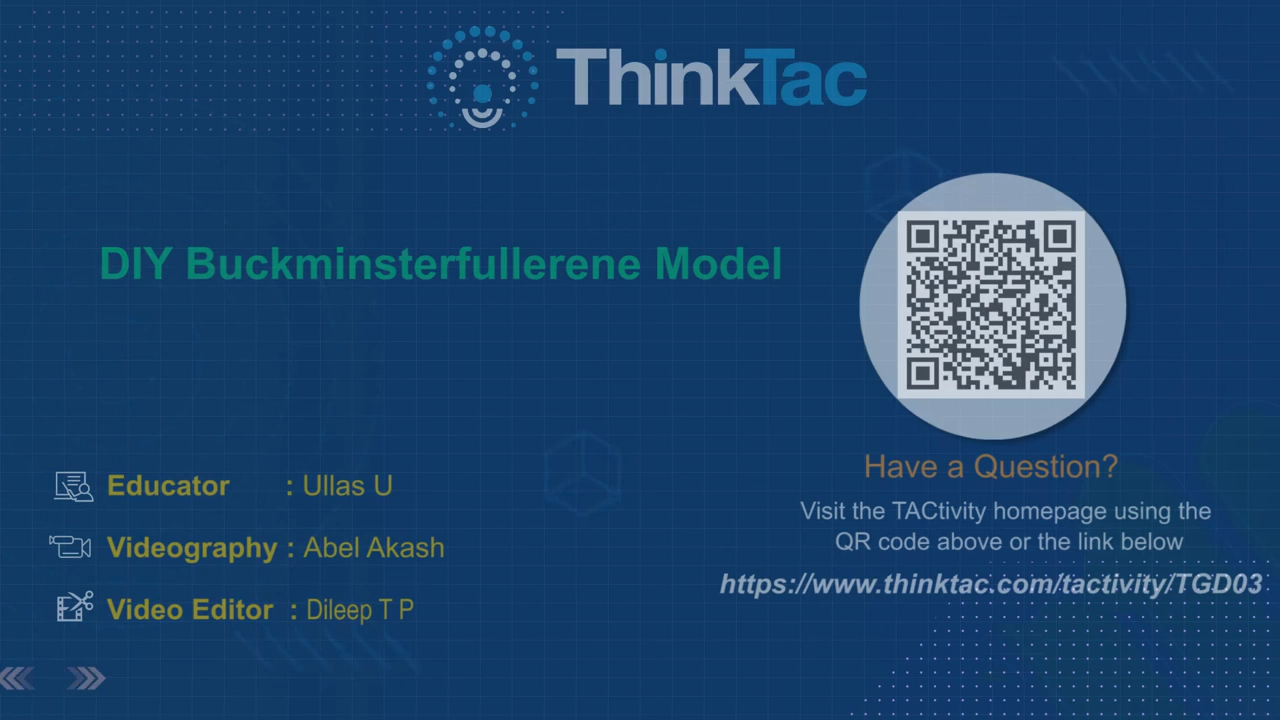 ThinkTac
DIY Buckminsterfullerene Model
Educator : Ullas U
Videography : Abel Akash
Video Editor : Dileep T P
Have a Question?
Visit the TACtivity homepage using the
QR code above or the link below
https://www.thinktac.com/tactivity/TGD03